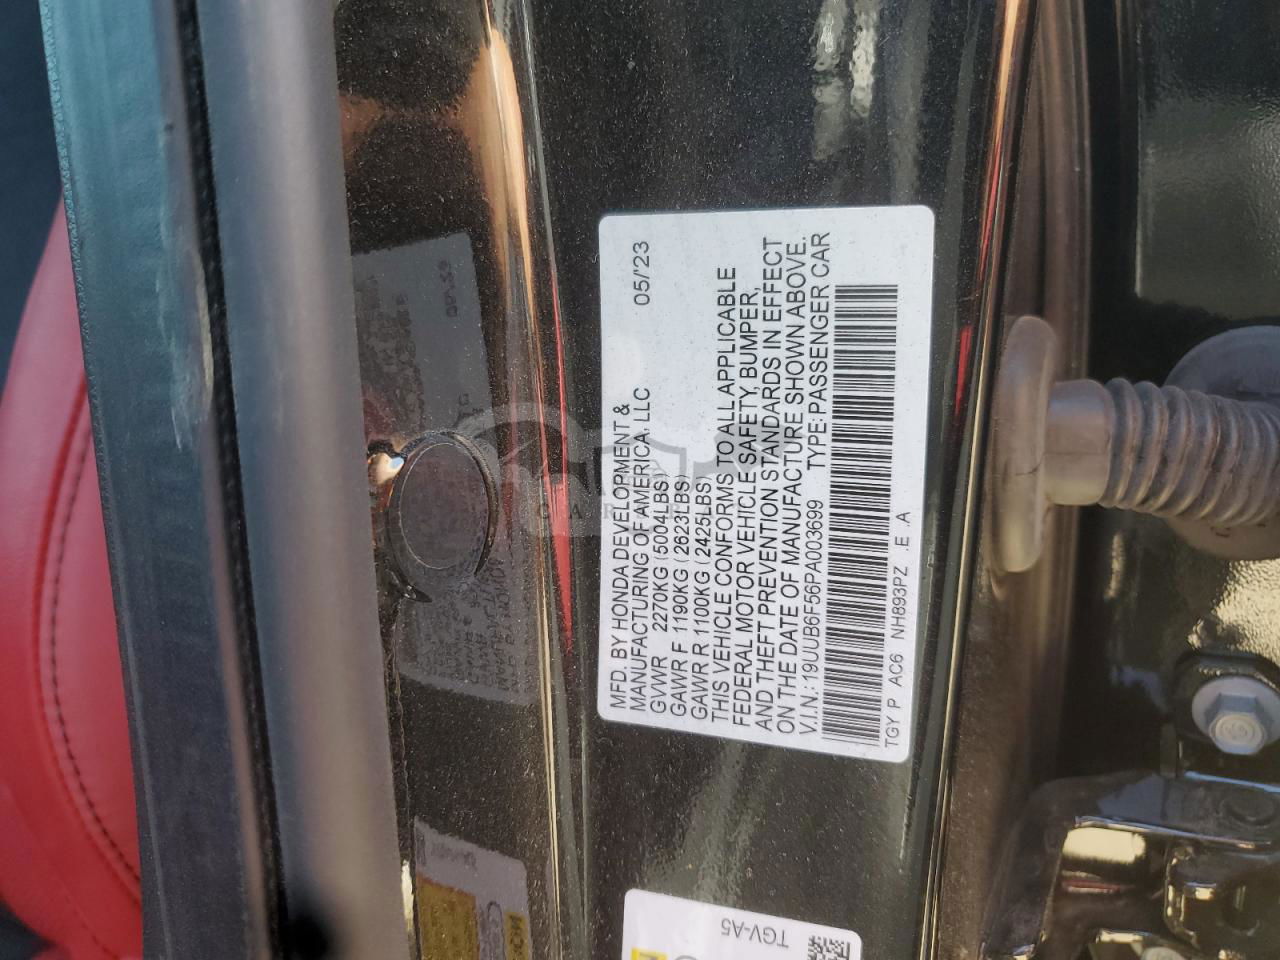 MFD. BY HONDA DEVELOPMENT &
MANUFACTURING OF AMERICA, LLC 05/'23
GVWR 2270KG (5004LBS)
GAWR F 1190KG (2623LBS)
GAWR R 1100KG (2425LBS)
THIS VEHICLE CONFORMS TO ALL APPLICABLE
FEDERAL MOTOR VEHICLE SAFETY, BUMPER,
AND THEFT PREVENTION STANDARDS IN EFFECT
ON THE DATE OF MANUFACTURE SHOWN ABOVE.
V.I.N.: 19UUB6F56PA003699 TYPE: PASSENGER CAR
TGY P AC6 NH893PZ .E .A
TGV-A5